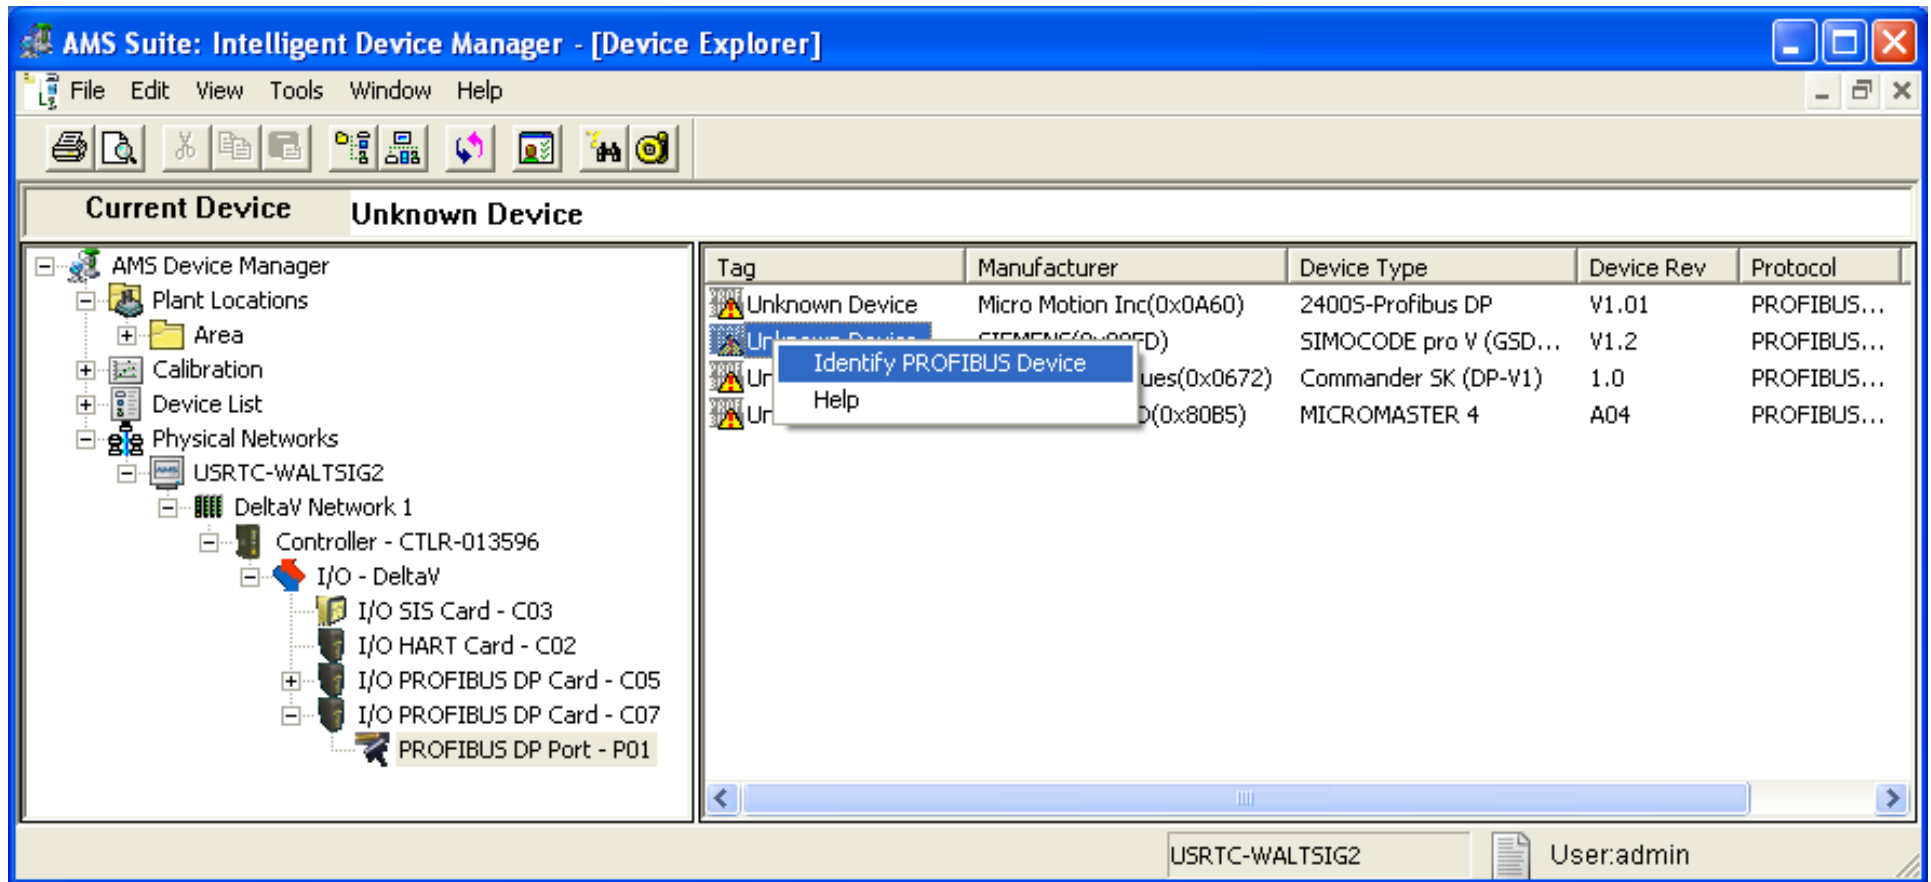 AMS Suite: Intelligent Device Manager - [Device Explorer]
File Edit View Tools Window Help
Current Device Unknown Device
AMS Device Manager
Plant Locations
Area
Calibration
Device List
Physical Networks
USRTC-WALTSIG2
DeltaV Network 1
Controller - CTLR-013596
I/O - DeltaV
I/O SIS Card - C03
I/O HART Card - C02
I/O PROFIBUS DP Card - C05
I/O PROFIBUS DP Card - C07
PROFIBUS DP Port - P01
Tag Manufacturer Device Type Device Rev Protocol
Unknown Device Micro Motion Inc(0x0A60) 2400S-Profibus DP V1.01 PROFIBUS...
Unknown Device SIMOCODE pro V (GSD... V1.2 PROFIBUS...
Identify PROFIBUS Device
ues(0x0672) Commander SK (DP-V1) 1.0 PROFIBUS...
Help
(0x80B5) MICROMASTER 4 A04 PROFIBUS...
USRTC-WALTSIG2 User:admin